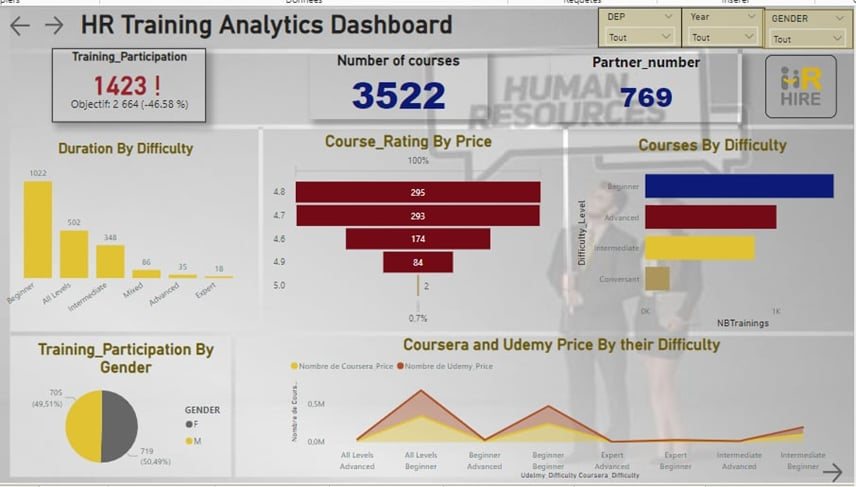 HR Training Analytics Dashboard
DEP
Tout
Year
Tout
GENDER
Tout
Training_Participation
1423 !
Objectif: 2 664 (-46.58 %)
Number of courses
3522
Partner_number
769
HUMAN
RESOURCES
HR
HIRE
Duration By Difficulty
1022
502
348
86
35
18
Beginner
All Levels
Intermediate
Mixed
Advanced
Expert
Course_Rating By Price
100%
4.8
295
4.7
293
4.6
174
4.9
84
5.0
2
0,7%
Courses By Difficulty
Difficulty_Level
Beginner
Advanced
Intermediate
Conversant
0K
1K
NBTrainings
Training_Participation By
Gender
705
(49,51%)
719
(50,49%)
GENDER
F
M
Coursera and Udemy Price By their Difficulty
Nombre de Coursera_Price
Nombre de Udemy_Price
Nombre de Cours...
0,5M
0,0M
All Levels
Advanced
All Levels
Beginner
Beginner
Advanced
Beginner
Beginner
Expert
Advanced
Expert
Beginner
Intermediate
Advanced
Intermediate
Beginner
Udelmy_Difficulty Coursera_Difficulty